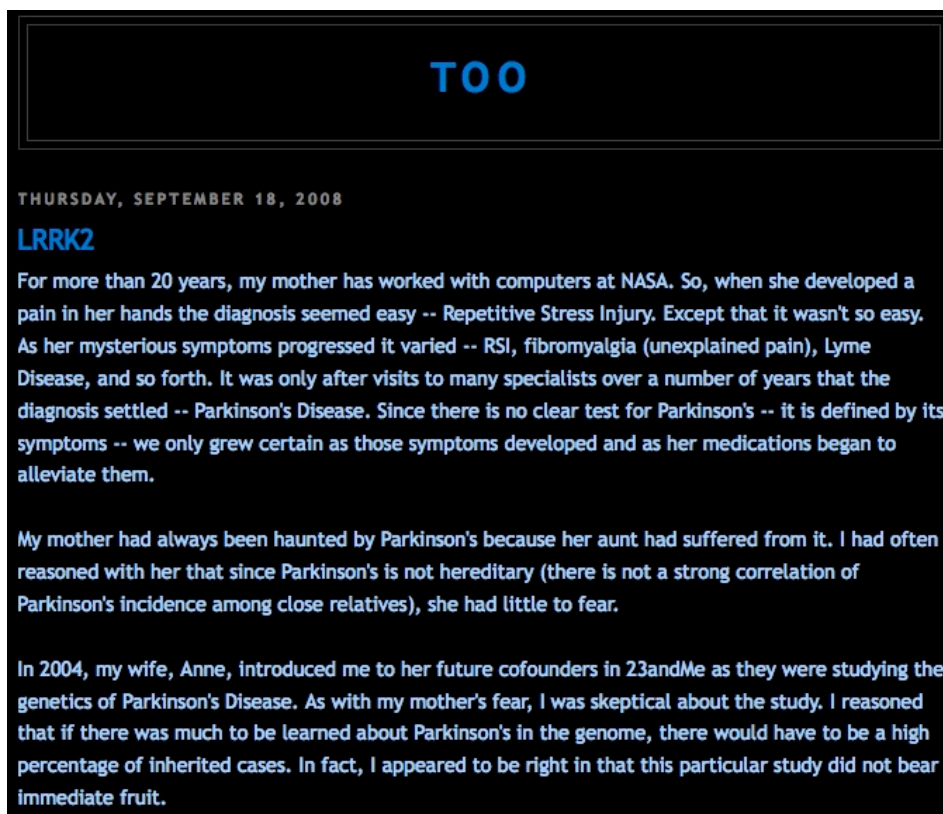 TOO
THURSDAY, SEPTEMBER 18, 2008
LRRK2
For more than 20 years, my mother has worked with computers at NASA. So, when she developed a
pain in her hands the diagnosis seemed easy -- Repetitive Stress Injury. Except that it wasn't so easy.
As her mysterious symptoms progressed it varied -- RSI, fibromyalgia (unexplained pain), Lyme
Disease, and so forth. It was only after visits to many specialists over a number of years that the
diagnosis settled -- Parkinson's Disease. Since there is no clear test for Parkinson's -- it is defined by its
symptoms -- we only grew certain as those symptoms developed and as her medications began to
alleviate them.
My mother had always been haunted by Parkinson's because her aunt had suffered from it. I had often
reasoned with her that since Parkinson's is not hereditary (there is not a strong correlation of
Parkinson's incidence among close relatives), she had little to fear.
In 2004, my wife, Anne, introduced me to her future cofounders in 23andMe as they were studying the
genetics of Parkinson's Disease. As with my mother's fear, I was skeptical about the study. I reasoned
that if there was much to be learned about Parkinson's in the genome, there would have to be a high
percentage of inherited cases. In fact, I appeared to be right in that this particular study did not bear
immediate fruit.